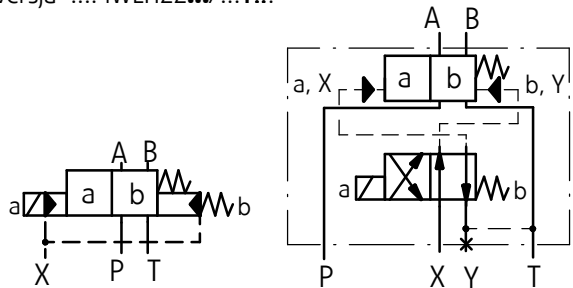 A B
a, X a b b, Y
A B
a a b b
a b
X P T
P X Y T